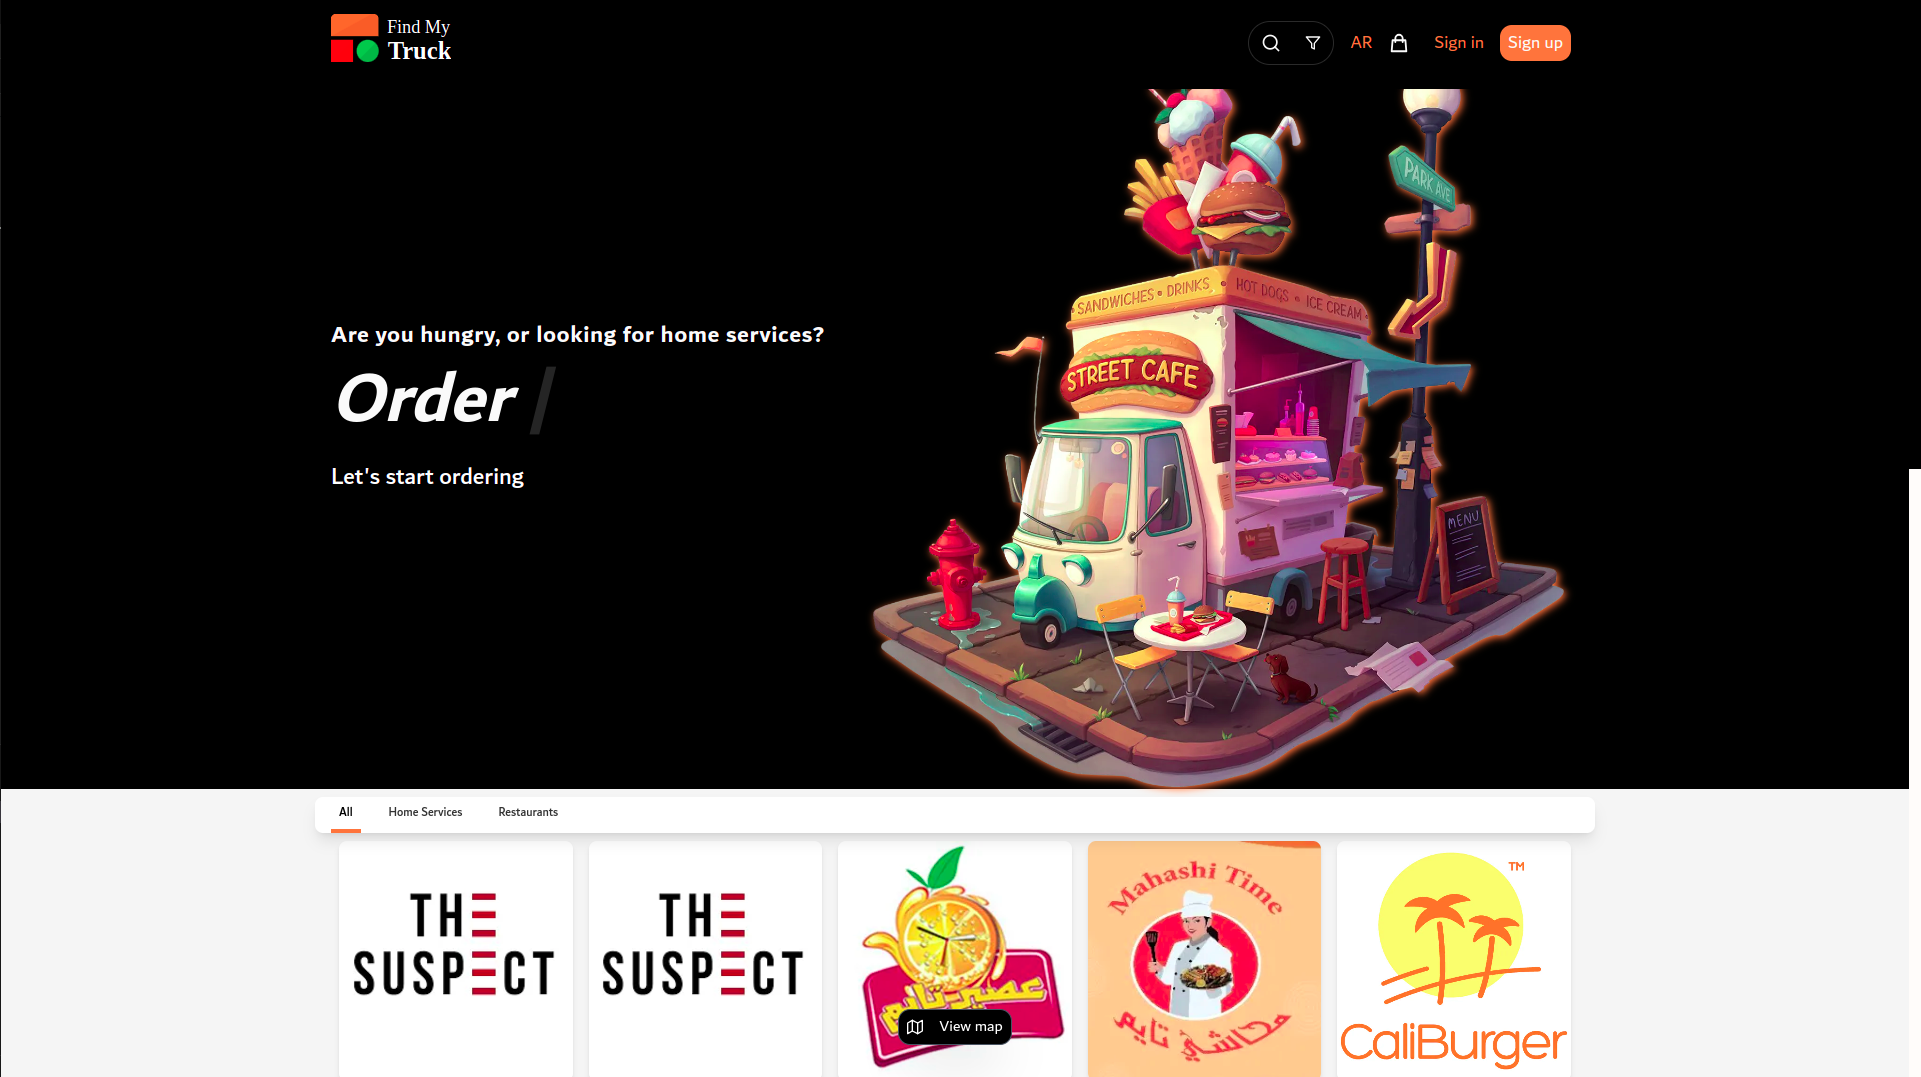 Find My
Truck
AR
Sign in
Sign up
PARK AVE
SANDWICHES • DRINKS • HOT DOGS • ICE CREAM
STREET CAFE
MENU
Are you hungry, or looking for home services?
Order
Let's start ordering
All
Home Services
Restaurants
THE
SUSPECT
THE
SUSPECT
عصير تايم
View map
Mahashi Time
محاشي تايم
TM
CaliBurger